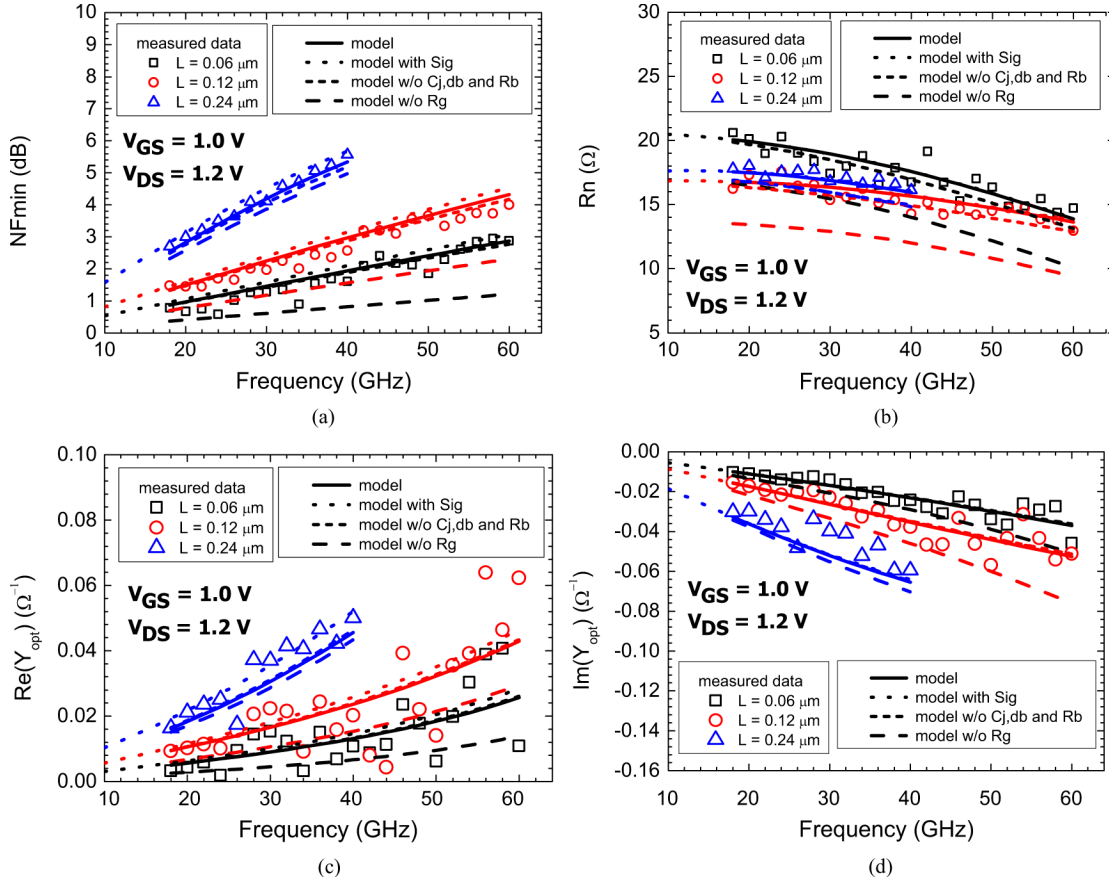 (a)
NFmin (dB)
10
9
8
7
6
5
4
3
2
1
0
measured data
L = 0.06 μm
L = 0.12 μm
L = 0.24 μm
model
model with Sig
model w/o Cj,db and Rb
model w/o Rg
VGS = 1.0 V
VDS = 1.2 V
10 20 30 40 50 60
Frequency (GHz)
(a)
Rn (Ω)
30
25
20
15
10
5
measured data
L = 0.06 μm
L = 0.12 μm
L = 0.24 μm
model
model with Sig
model w/o Cj,db and Rb
model w/o Rg
VGS = 1.0 V
VDS = 1.2 V
10 20 30 40 50 60
Frequency (GHz)
(b)
Re(Yopt) (Ω⁻¹)
0.10
0.08
0.06
0.04
0.02
0.00
measured data
L = 0.06 μm
L = 0.12 μm
L = 0.24 μm
model
model with Sig
model w/o Cj,db and Rb
model w/o Rg
VGS = 1.0 V
VDS = 1.2 V
10 20 30 40 50 60
Frequency (GHz)
(c)
Im(Yopt) (Ω⁻¹)
-0.00
-0.02
-0.04
-0.06
-0.08
-0.10
-0.12
-0.14
-0.16
VGS = 1.0 V
VDS = 1.2 V
measured data
L = 0.06 μm
L = 0.12 μm
L = 0.24 μm
model
model with Sig
model w/o Cj,db and Rb
model w/o Rg
10 20 30 40 50 60
Frequency (GHz)
(d)